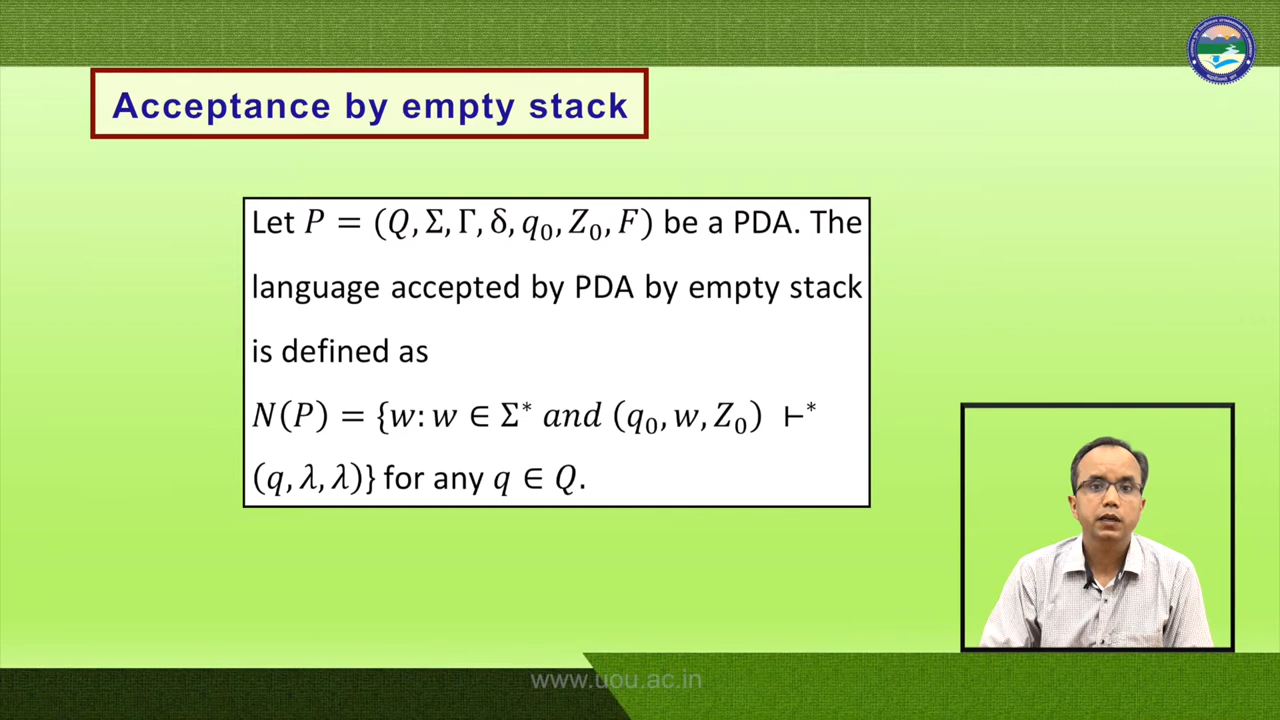 Acceptance by empty stack
Let P = (Q, Σ, Γ, δ, q₀, Z₀, F) be a PDA. The
language accepted by PDA by empty stack
is defined as
N(P) = {w: w ∈ Σ* and (q₀, w, Z₀) ⊢*
(q, λ, λ)} for any q ∈ Q.
www.uou.ac.in